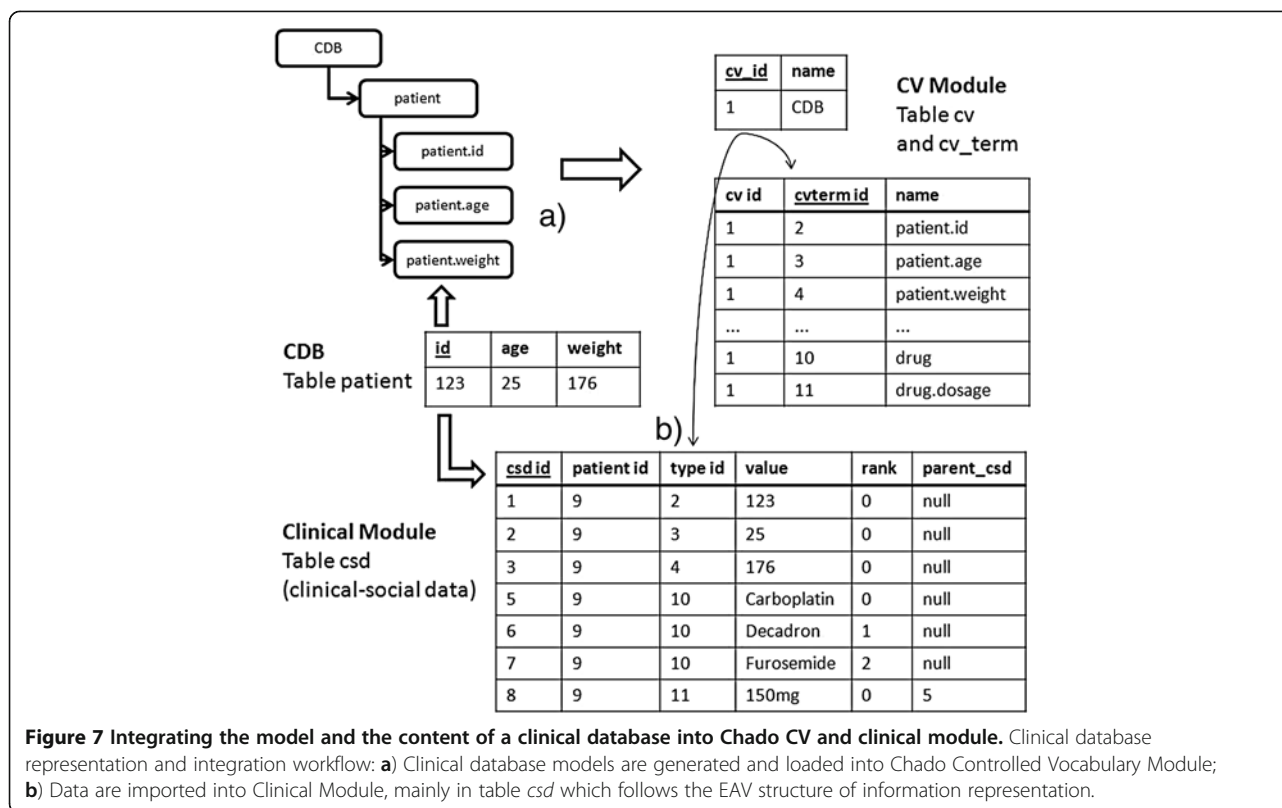 CDB
patient
patient.id
patient.age
patient.weight
a)
cv_id name
1 CDB
CV Module
Table cv
and cv_term
cv id cvterm id name
1 2 patient.id
1 3 patient.age
1 4 patient.weight
... ... ...
1 10 drug
1 11 drug.dosage
CDB
Table patient
id age weight
123 25 176
b)
Clinical Module
Table csd
(clinical-social data)
csd id patient id type id value rank parent_csd
1 9 2 123 0 null
2 9 3 25 0 null
3 9 4 176 0 null
5 9 10 Carboplatin 0 null
6 9 10 Decadron 1 null
7 9 10 Furosemide 2 null
8 9 11 150mg 0 5
Figure 7 Integrating the model and the content of a clinical database into Chado CV and clinical module. Clinical database
representation and integration workflow: a) Clinical database models are generated and loaded into Chado Controlled Vocabulary Module;
b) Data are imported into Clinical Module, mainly in table csd which follows the EAV structure of information representation.